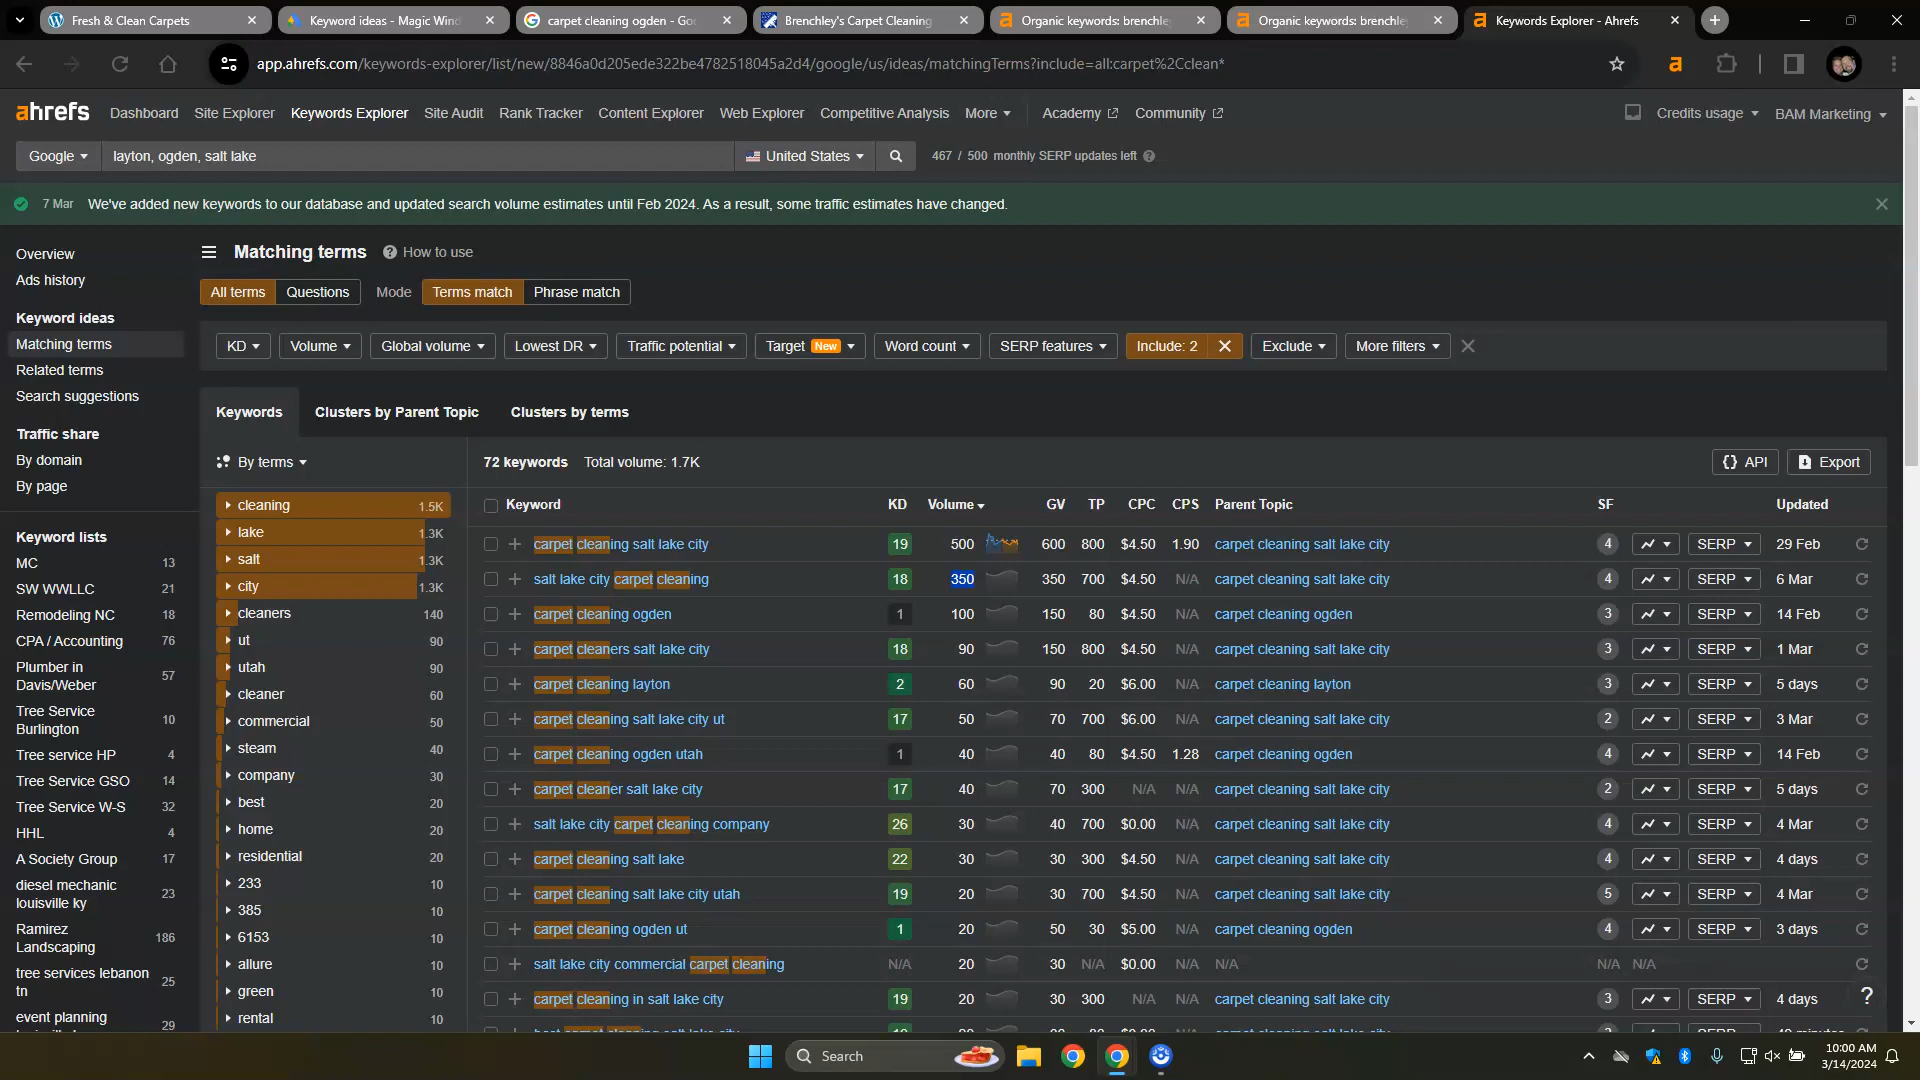 Fresh & Clean Carpets
Keyword ideas - Magic Wind
carpet cleaning ogden - Goo
Brenchley's Carpet Cleaning
Organic keywords: brenchley
Organic keywords: brenchley
Keywords Explorer - Ahrefs
app.ahrefs.com/keywords-explorer/list/new/8846a0d205ede322be4782518045a2d4/google/us/ideas/matchingTerms?include=all:carpet%2Cclean*
ahrefs Dashboard Site Explorer Keywords Explorer Site Audit Rank Tracker Content Explorer Web Explorer Competitive Analysis More Academy Community Credits usage BAM Marketing
Google layton, ogden, salt lake United States 467 / 500 monthly SERP updates left
7 Mar We've added new keywords to our database and updated search volume estimates until Feb 2024. As a result, some traffic estimates have changed.
Overview
Ads history
Keyword ideas
Matching terms
Related terms
Search suggestions
Traffic share
By domain
By page
Keyword lists
MC 13
SW WWLLC 21
Remodeling NC 18
CPA / Accounting 76
Plumber in
Davis/Weber 57
Tree Service
Burlington 10
Tree service HP 4
Tree Service GSO 14
Tree Service W-S 32
HHL 4
A Society Group 17
diesel mechanic
louisville ky 23
Ramirez
Landscaping 186
tree services lebanon
tn 25
event planning 29
Matching terms How to use
All terms Questions Mode Terms match Phrase match
KD Volume Global volume Lowest DR Traffic potential Target New Word count SERP features Include: 2 Exclude More filters
Keywords Clusters by Parent Topic Clusters by terms
By terms
cleaning 1.5K
lake 1.3K
salt 1.3K
city 1.3K
cleaners 140
ut 90
utah 90
cleaner 60
commercial 50
steam 40
company 30
best 20
home 20
residential 20
233 10
385 10
6153 10
allure 10
green 10
rental 10
72 keywords Total volume: 1.7K API Export
Keyword KD Volume GV TP CPC CPS Parent Topic SF Updated
carpet cleaning salt lake city 19 500 600 800 $4.50 1.90 carpet cleaning salt lake city 4 SERP 29 Feb
salt lake city carpet cleaning 18 350 350 700 $4.50 N/A carpet cleaning salt lake city 4 SERP 6 Mar
carpet cleaning ogden 1 100 150 80 $4.50 N/A carpet cleaning ogden 3 SERP 14 Feb
carpet cleaners salt lake city 18 90 150 800 $4.50 N/A carpet cleaning salt lake city 3 SERP 1 Mar
carpet cleaning layton 2 60 90 20 $6.00 N/A carpet cleaning layton 3 SERP 5 days
carpet cleaning salt lake city ut 17 50 70 700 $6.00 N/A carpet cleaning salt lake city 2 SERP 3 Mar
carpet cleaning ogden utah 1 40 40 80 $4.50 1.28 carpet cleaning ogden 4 SERP 14 Feb
carpet cleaner salt lake city 17 40 70 300 N/A N/A carpet cleaning salt lake city 2 SERP 5 days
salt lake city carpet cleaning company 26 30 40 700 $0.00 N/A carpet cleaning salt lake city 4 SERP 4 Mar
carpet cleaning salt lake 22 30 30 300 $4.50 N/A carpet cleaning salt lake city 4 SERP 4 days
carpet cleaning salt lake city utah 19 20 30 700 $4.50 N/A carpet cleaning salt lake city 5 SERP 4 Mar
carpet cleaning ogden ut 1 20 50 30 $5.00 N/A carpet cleaning ogden 4 SERP 3 days
salt lake city commercial carpet cleaning N/A 20 30 N/A $0.00 N/A N/A N/A N/A
carpet cleaning in salt lake city 19 20 30 300 N/A N/A carpet cleaning salt lake city 3 SERP 4 days
Search
10:00 AM
3/14/2024